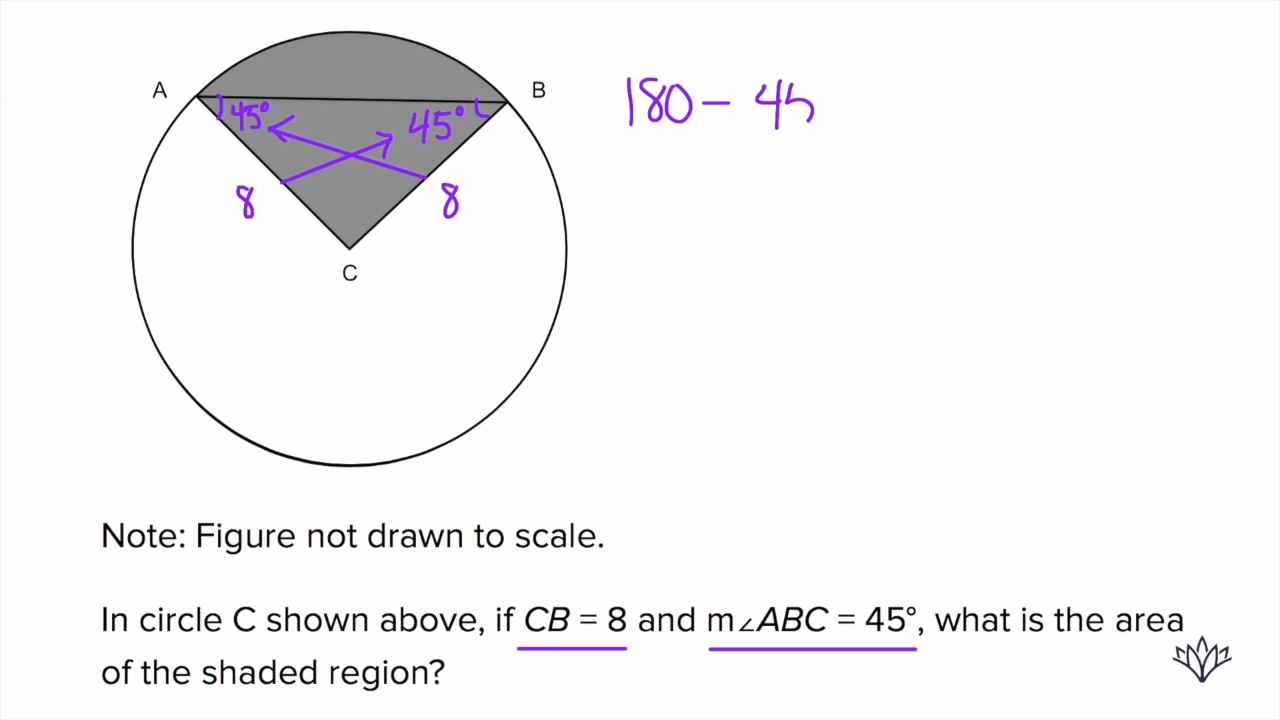 A
B
180 - 45
45°
45°
8
8
C
Note: Figure not drawn to scale.
In circle C shown above, if CB = 8 and m∠ABC = 45°, what is the area
of the shaded region?